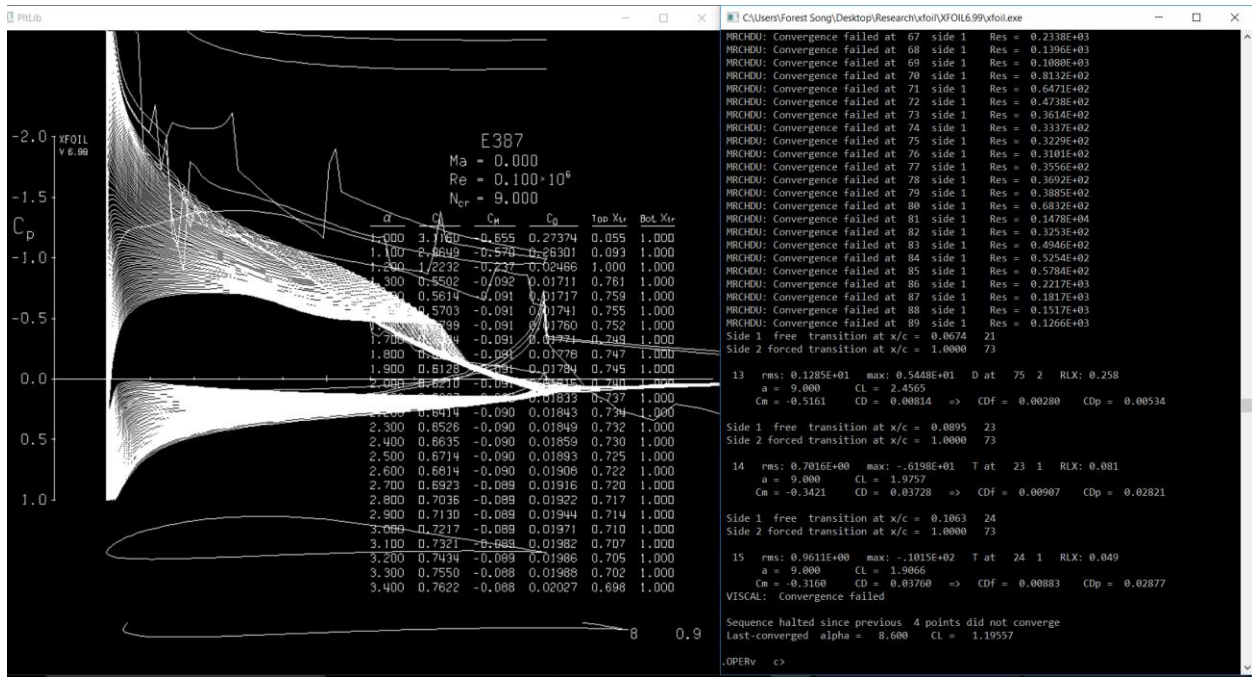 PltLib
-2.0
XFOIL
V 6.99
E387
Ma = 0.000
Re = 0.100·10⁶
Ncr = 9.000
-1.5
α CL CM CD Top Xtr Bot Xtr
Cp
1.000 3.1160 -0.655 0.27374 0.055 1.000
1.100 2.8649 -0.570 0.26301 0.093 1.000
-1.0
1.200 1.2232 -0.237 0.02466 1.000 1.000
.300 0.5502 -0.092 0.01711 0.761 1.000
0.5614 -0.091 0.01717 0.759 1.000
-0.5
.5703 -0.091 0.01741 0.755 1.000
-0.091 0.01760 0.752 1.000
1.700 -0.091 0.01771 0.749 1.000
1.800 -0.091 0.01778 0.747 1.000
1.900 0.6128 -0.091 0.01784 0.745 1.000
0.0
2.000 0.6210 -0.091 0.740 1.000
0.01833 0.737 1.000
0.6414 -0.090 0.01843 0.734 1.000
2.300 0.6526 -0.090 0.01849 0.732 1.000
0.5
2.400 0.6635 -0.090 0.01859 0.730 1.000
2.500 0.6714 -0.090 0.01893 0.725 1.000
2.600 0.6814 -0.090 0.01908 0.722 1.000
2.700 0.6923 -0.089 0.01916 0.720 1.000
1.0
2.800 0.7036 -0.089 0.01922 0.717 1.000
2.900 0.7130 -0.089 0.01944 0.714 1.000
3.000 0.7217 -0.089 0.01971 0.710 1.000
3.100 0.7321 -0.089 0.01982 0.707 1.000
3.200 0.7434 -0.089 0.01986 0.705 1.000
3.300 0.7550 -0.088 0.01988 0.702 1.000
3.400 0.7622 -0.088 0.02027 0.698 1.000
8 0.9
C:\Users\Forest Song\Desktop\Research\xfoil\XFOIL6.99\xfoil.exe
MRCHDU: Convergence failed at 67 side 1 Res = 0.2338E+03
MRCHDU: Convergence failed at 68 side 1 Res = 0.1396E+03
MRCHDU: Convergence failed at 69 side 1 Res = 0.1080E+03
MRCHDU: Convergence failed at 70 side 1 Res = 0.8132E+02
MRCHDU: Convergence failed at 71 side 1 Res = 0.6471E+02
MRCHDU: Convergence failed at 72 side 1 Res = 0.4738E+02
MRCHDU: Convergence failed at 73 side 1 Res = 0.3614E+02
MRCHDU: Convergence failed at 74 side 1 Res = 0.3337E+02
MRCHDU: Convergence failed at 75 side 1 Res = 0.3229E+02
MRCHDU: Convergence failed at 76 side 1 Res = 0.3101E+02
MRCHDU: Convergence failed at 77 side 1 Res = 0.3556E+02
MRCHDU: Convergence failed at 78 side 1 Res = 0.3692E+02
MRCHDU: Convergence failed at 79 side 1 Res = 0.3885E+02
MRCHDU: Convergence failed at 80 side 1 Res = 0.6832E+02
MRCHDU: Convergence failed at 81 side 1 Res = 0.1478E+04
MRCHDU: Convergence failed at 82 side 1 Res = 0.3253E+02
MRCHDU: Convergence failed at 83 side 1 Res = 0.4946E+02
MRCHDU: Convergence failed at 84 side 1 Res = 0.5254E+02
MRCHDU: Convergence failed at 85 side 1 Res = 0.5784E+02
MRCHDU: Convergence failed at 86 side 1 Res = 0.2217E+03
MRCHDU: Convergence failed at 87 side 1 Res = 0.1817E+03
MRCHDU: Convergence failed at 88 side 1 Res = 0.1517E+03
MRCHDU: Convergence failed at 89 side 1 Res = 0.1266E+03
Side 1 free transition at x/c = 0.0674 21
Side 2 forced transition at x/c = 1.0000 73
13 rms: 0.1285E+01 max: 0.5448E+01 D at 75 2 RLX: 0.258
a = 9.000 CL = 2.4565
Cm = -0.5161 CD = 0.00814 => CDf = 0.00280 CDp = 0.00534
Side 1 free transition at x/c = 0.0895 23
Side 2 forced transition at x/c = 1.0000 73
14 rms: 0.7016E+00 max: -.6198E+01 T at 23 1 RLX: 0.081
a = 9.000 CL = 1.9757
Cm = -0.3421 CD = 0.03728 => CDf = 0.00907 CDp = 0.02821
Side 1 free transition at x/c = 0.1063 24
Side 2 forced transition at x/c = 1.0000 73
15 rms: 0.9611E+00 max: -.1015E+02 T at 24 1 RLX: 0.049
a = 9.000 CL = 1.9066
Cm = -0.3160 CD = 0.03760 => CDf = 0.00883 CDp = 0.02877
VISCAL: Convergence failed
Sequence halted since previous 4 points did not converge
Last-converged alpha = 8.600 CL = 1.19557
.OPERv c>